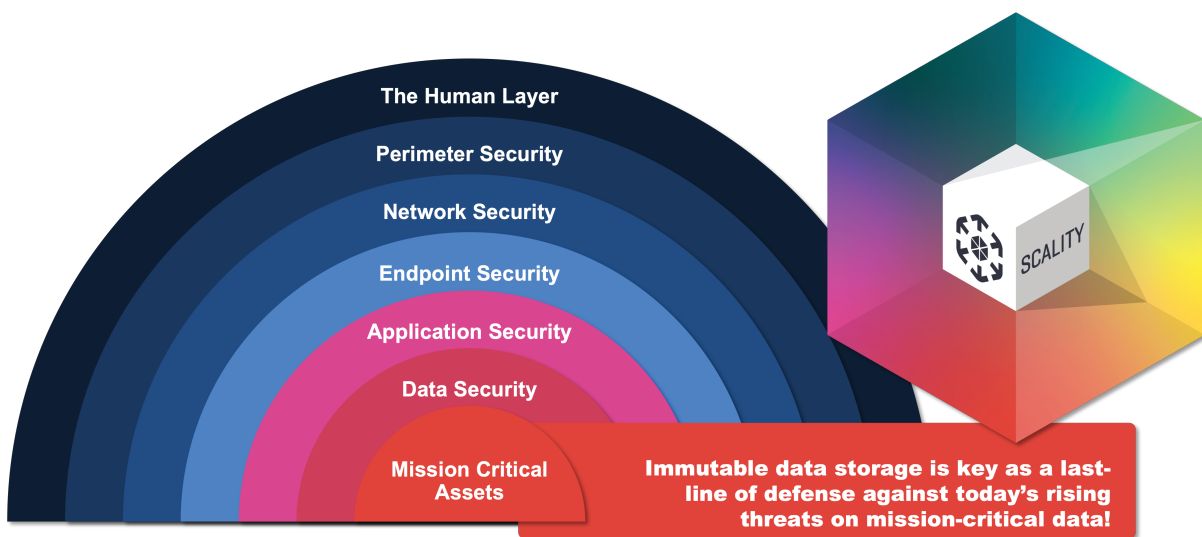 The Human Layer
Perimeter Security
Network Security
Endpoint Security
Application Security
Data Security
Mission Critical
Assets
SCALITY
Immutable data storage is key as a last-
line of defense against today’s rising
threats on mission-critical data!